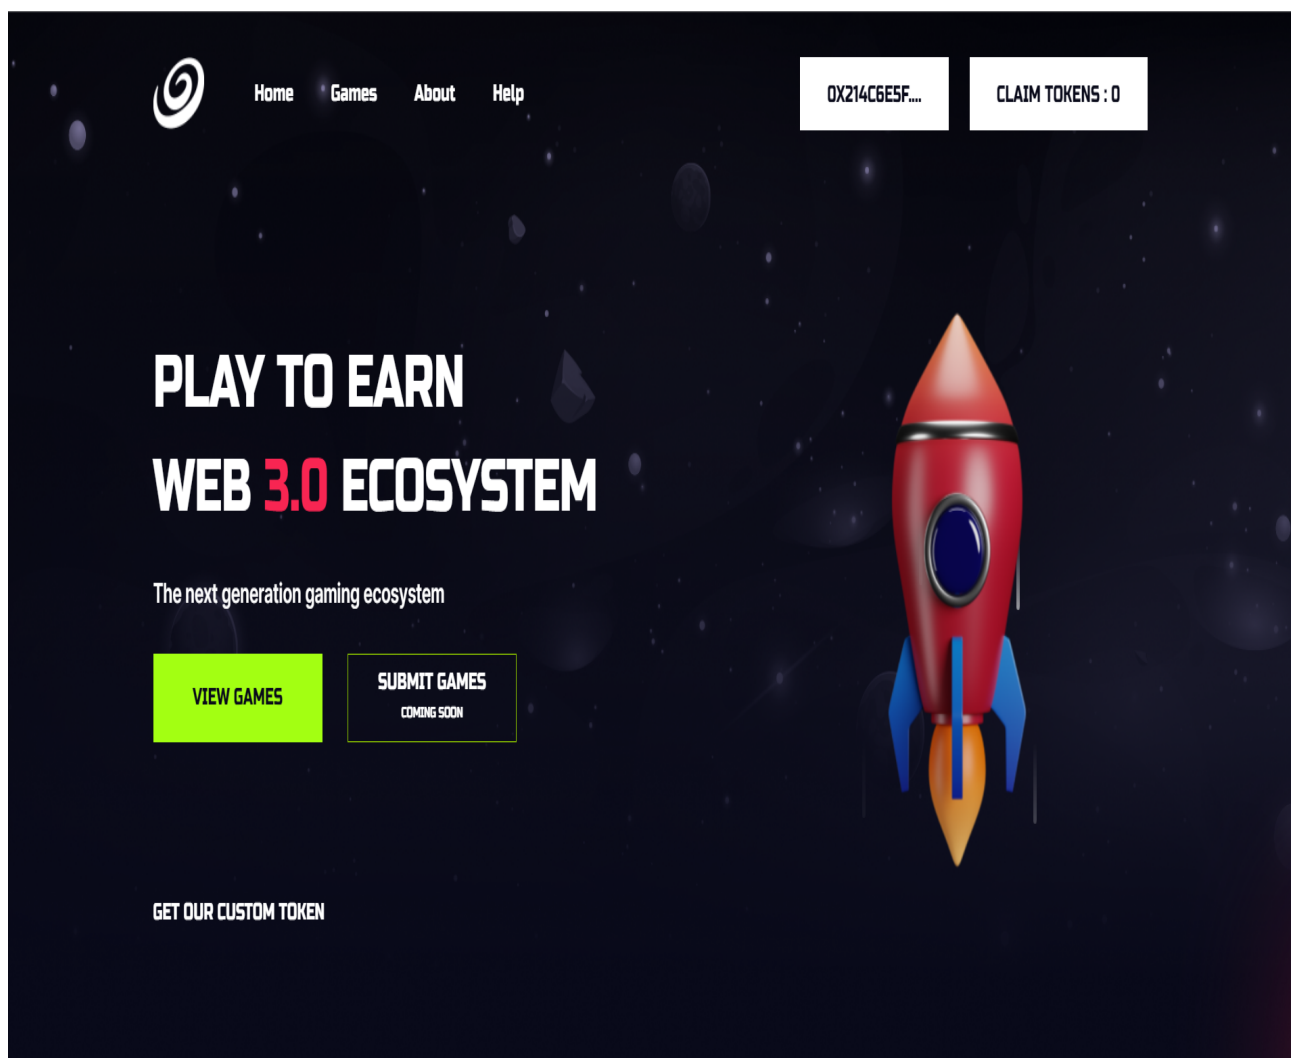 Home Games About Help 0X214C6E5F.... CLAIM TOKENS : 0
PLAY TO EARN
WEB 3.0 ECOSYSTEM
The next generation gaming ecosystem
VIEW GAMES
SUBMIT GAMES
COMING SOON
GET OUR CUSTOM TOKEN